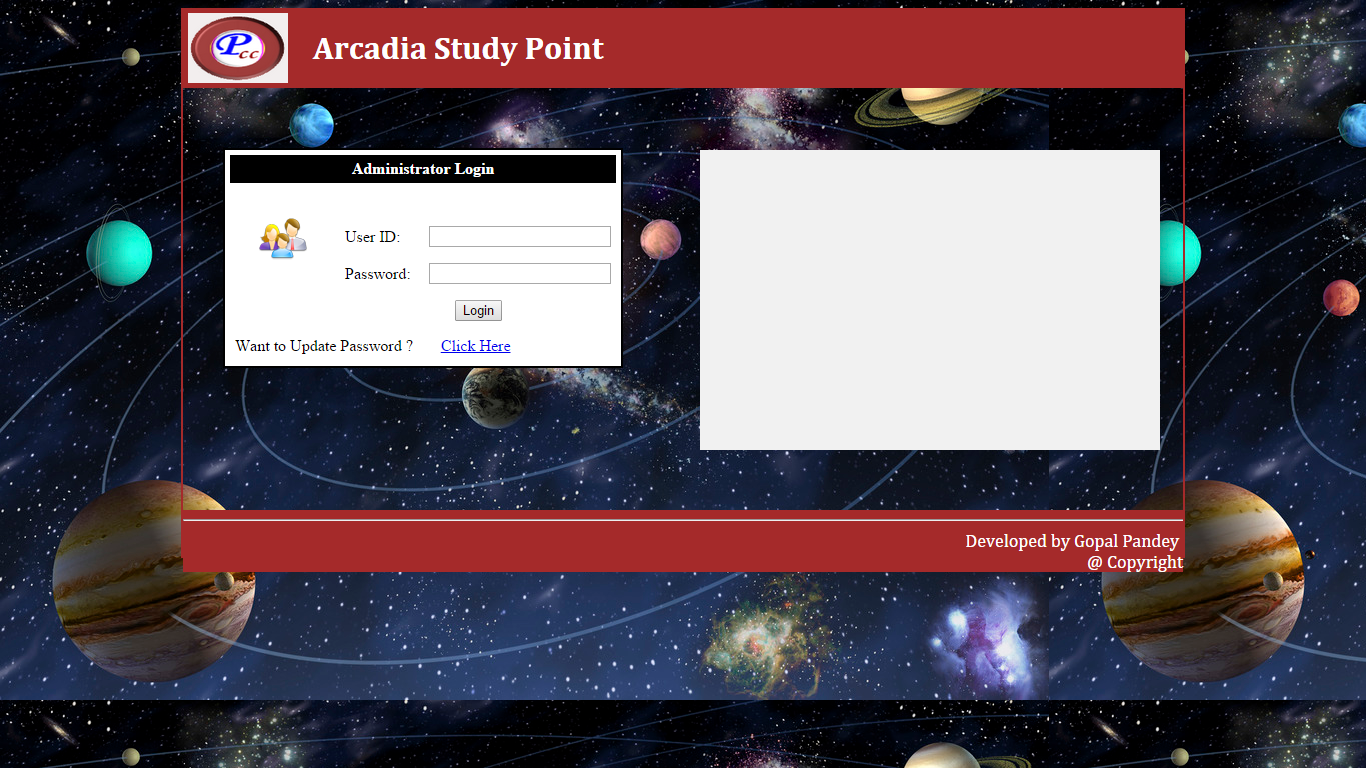 Pcc
Arcadia Study Point
Administrator Login
User ID:
Password:
Login
Want to Update Password ? Click Here
Developed by Gopal Pandey
@ Copyright